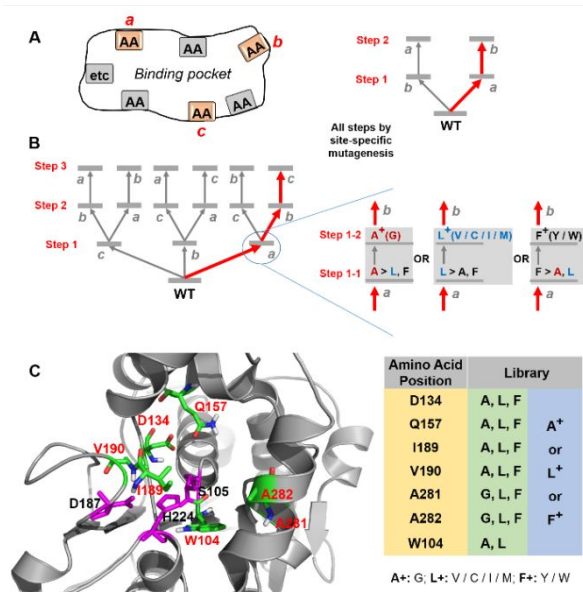 A
a
AA
AA
AA
b
etc
Binding pocket
AA
AA
AA
c
Step 2
a
b
Step 1
b
a
WT
All steps by
site-specific
mutagenesis
B
Step 3
a
b
a
c
b
c
Step 2
b
a
c
a
c
b
Step 1
c
b
a
WT
b
b
b
Step 1-2
A+(G)
L+(V / C / I / M)
F+(Y / W)
OR
OR
Step 1-1
A > L, F
L > A, F
F > A, L
a
a
a
C
Q157
D134
V190
I189
S105
A282
D187
H224
A281
W104
Amino Acid Position Library
D134 A, L, F
Q157 A, L, F A+
I189 A, L, F or
V190 A, L, F L+
A281 G, L, F or
A282 G, L, F F+
W104 A, L
A+: G; L+: V / C / I / M; F+: Y / W